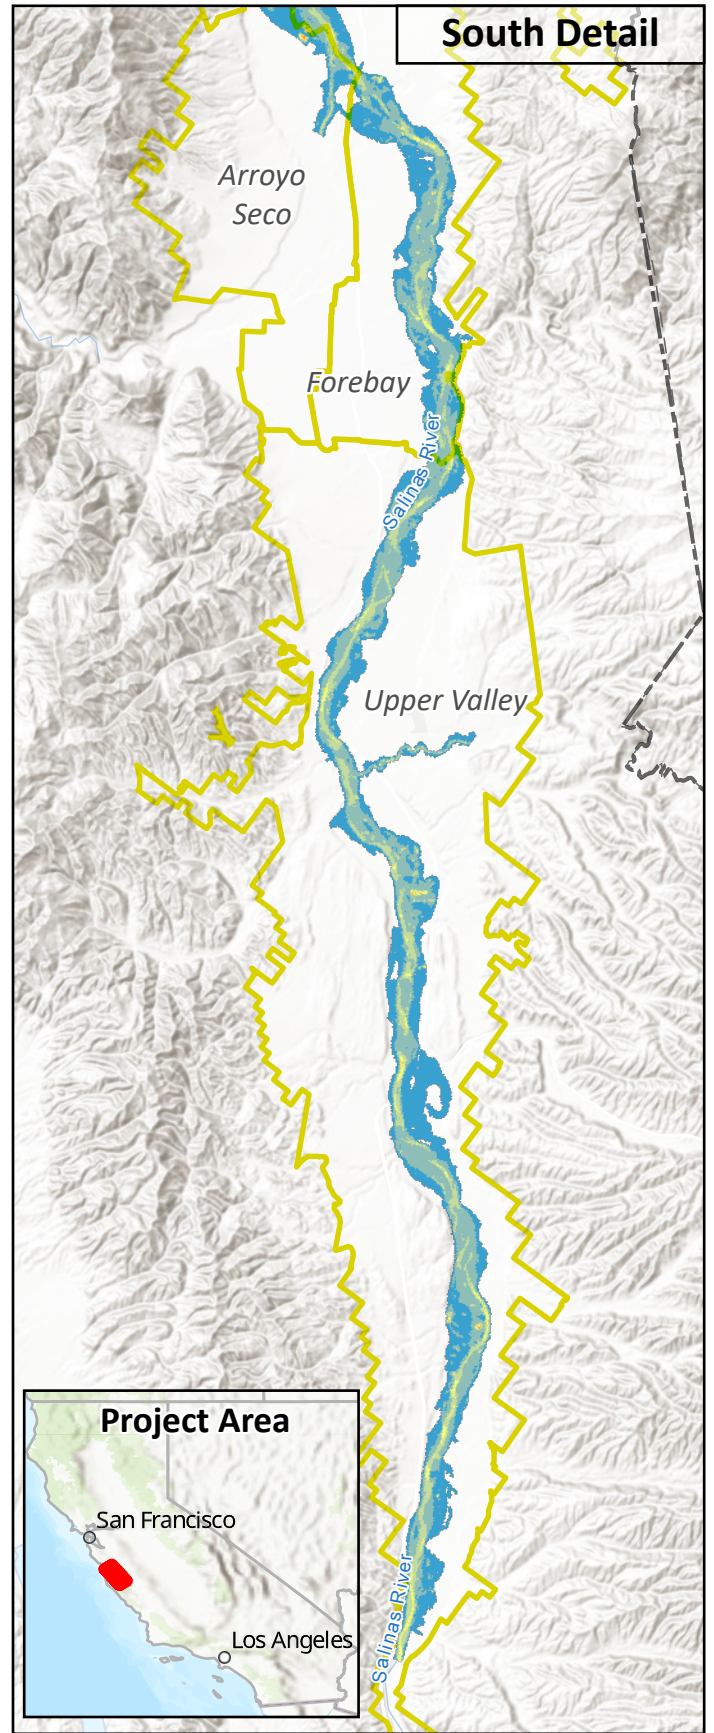 South Detail
Arroyo
Seco
Forebay
Salinas River
Upper Valley
Project Area
San Francisco
Los Angeles
Salinas River